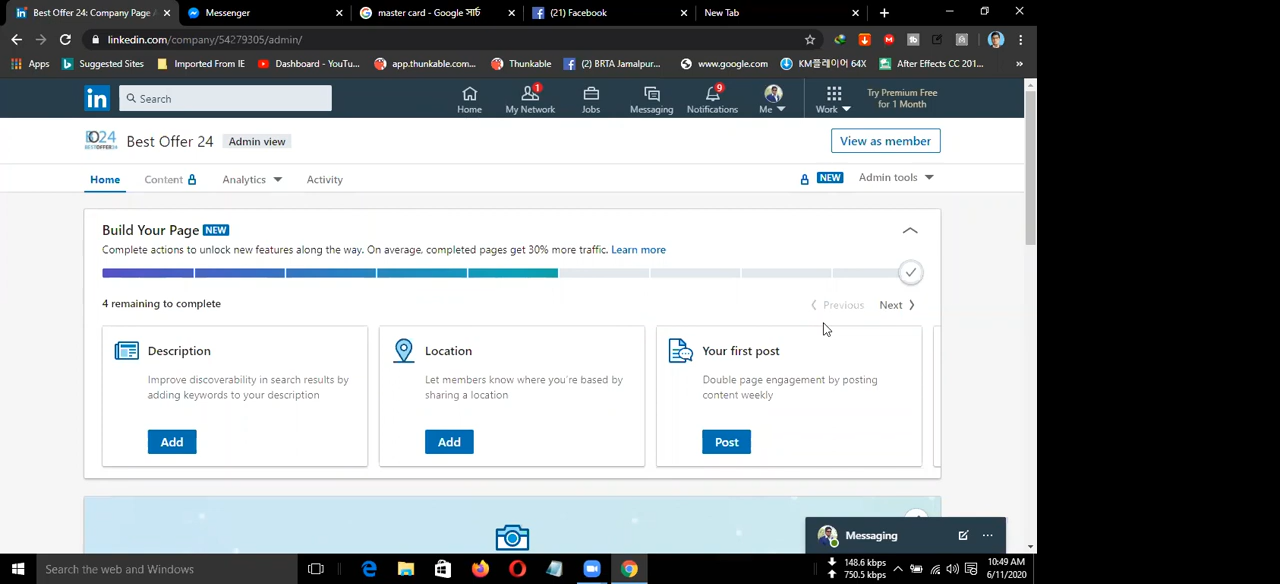 Best Offer 24: Company Page A
Messenger
master card - Google সার্চ
(21) Facebook
New Tab
linkedin.com/company/54279305/admin/
Apps
Suggested Sites
Imported From IE
Dashboard - YouTu...
app.thunkable.com...
Thunkable
(2) BRTA Jamalpur...
www.google.com
KM플레이어 64X
After Effects CC 201...
»
in
Search
Home
1
My Network
Jobs
Messaging
9
Notifications
Me
Work
Try Premium Free
for 1 Month
BO24
BESTOFFER24
Best Offer 24
Admin view
View as member
Home
Content
Analytics
Activity
NEW
Admin tools
Build Your Page NEW
Complete actions to unlock new features along the way. On average, completed pages get 30% more traffic. Learn more
4 remaining to complete
Previous
Next
Description
Improve discoverability in search results by
adding keywords to your description
Add
Location
Let members know where you're based by
sharing a location
Add
Your first post
Double page engagement by posting
content weekly
Post
Messaging
Search the web and Windows
148.6 kbps
750.5 kbps
10:49 AM
6/11/2020